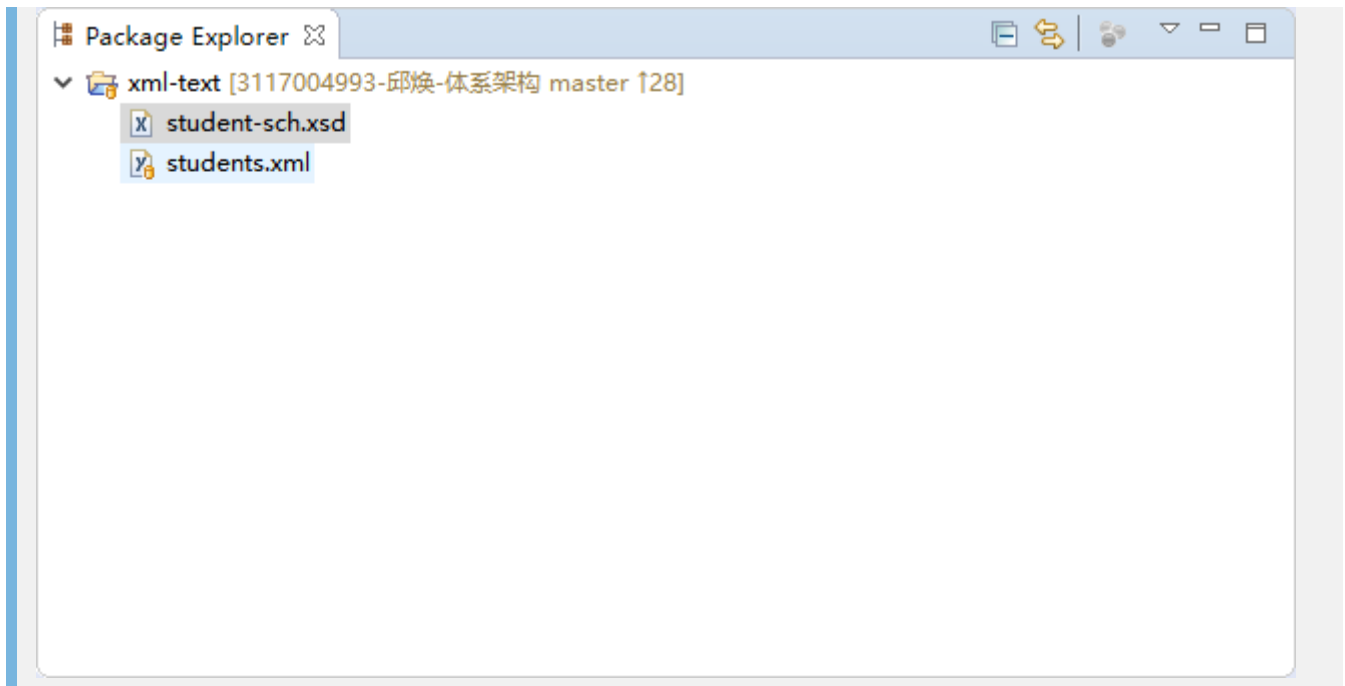 Package Explorer
xml-text [3117004993-邱焕-体系架构 master ↑28]
student-sch.xsd
students.xml